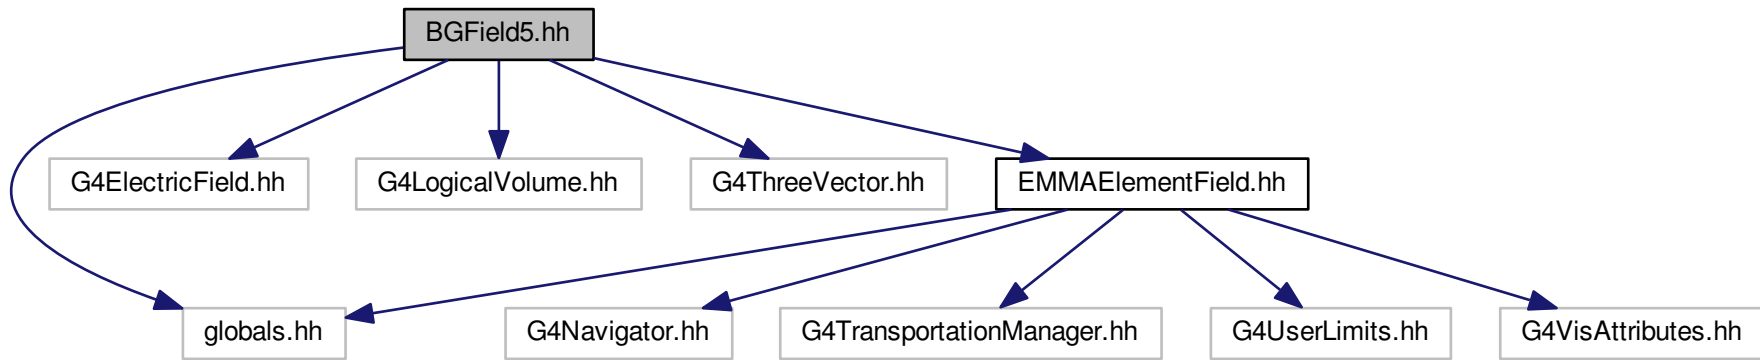 BGField5.hh
G4ElectricField.hh
G4LogicalVolume.hh
G4ThreeVector.hh
EMMAElementField.hh
globals.hh
G4Navigator.hh
G4TransportationManager.hh
G4UserLimits.hh
G4VisAttributes.hh